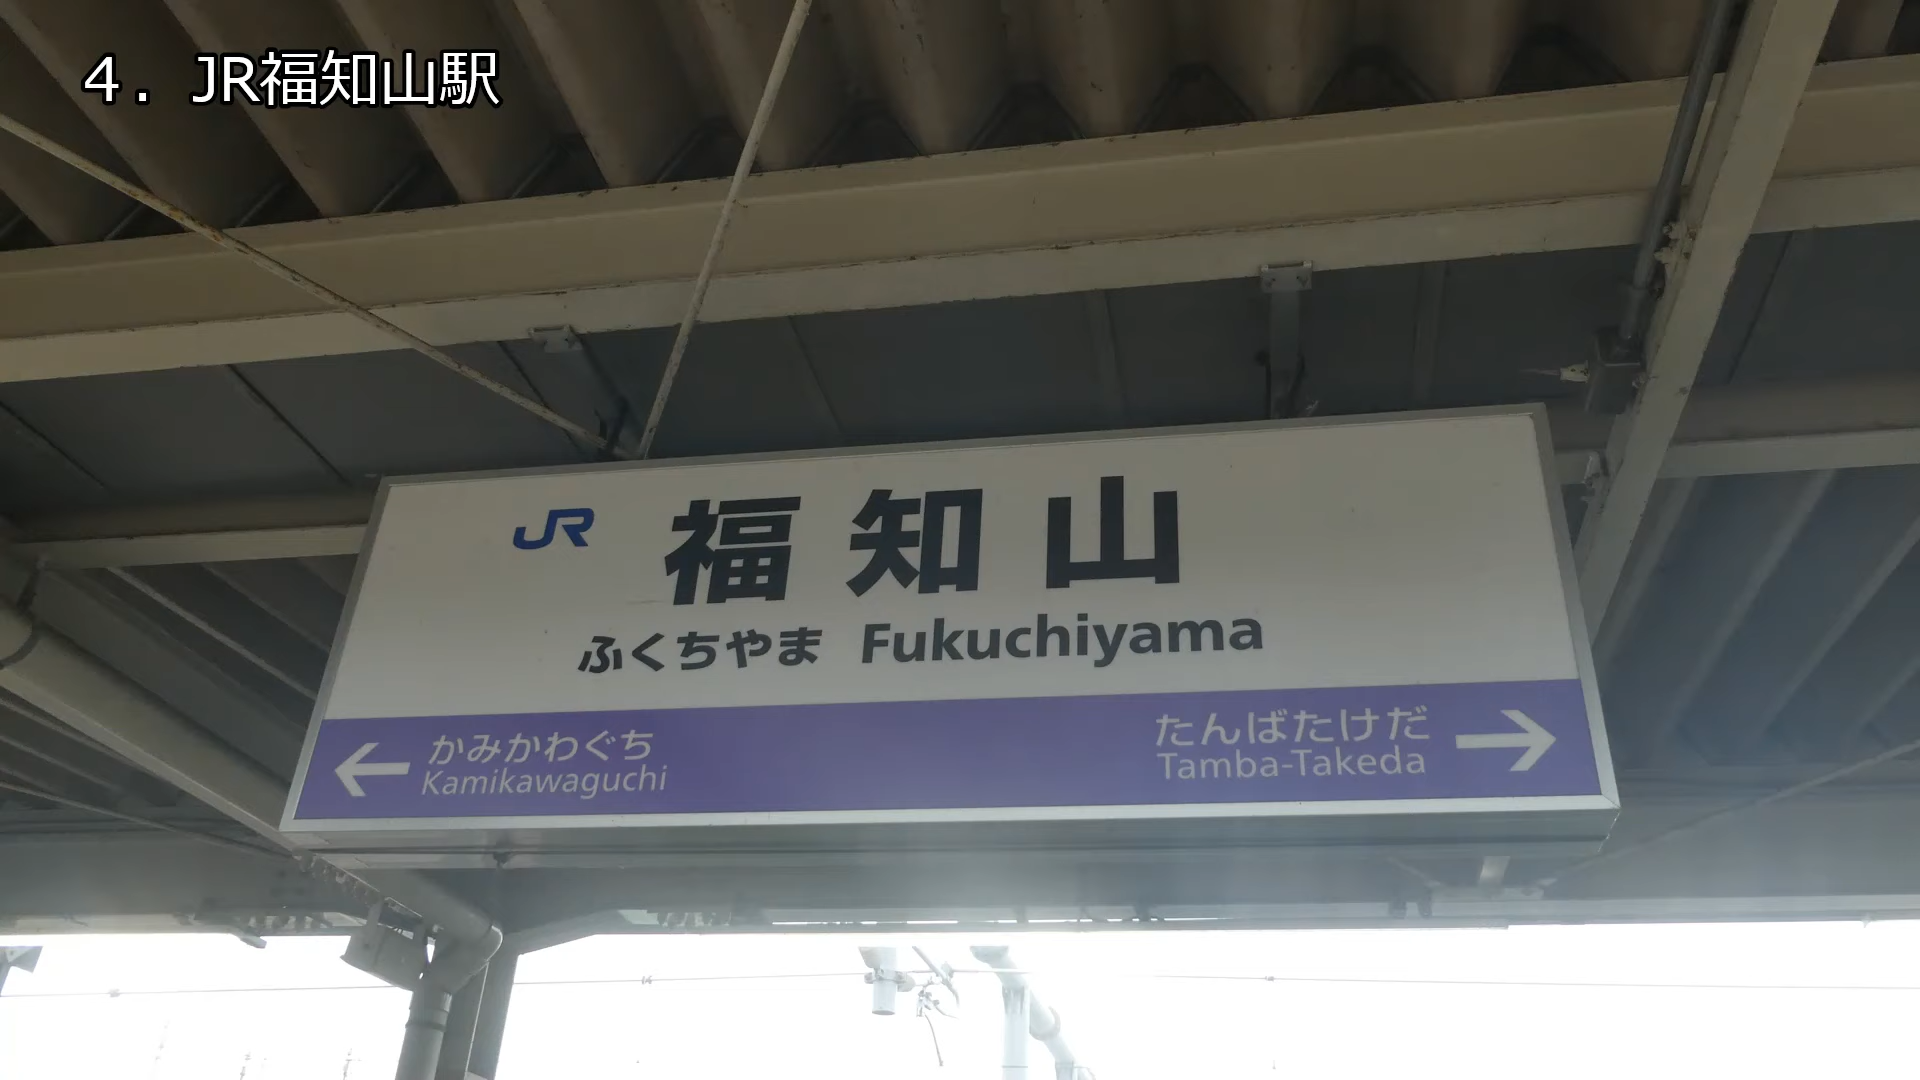 ４．JR福知山駅
JR 福知山
ふくちやま Fukuchiyama
← かみかわぐち
Kamikawaguchi
たんばたけだ →
Tamba-Takeda